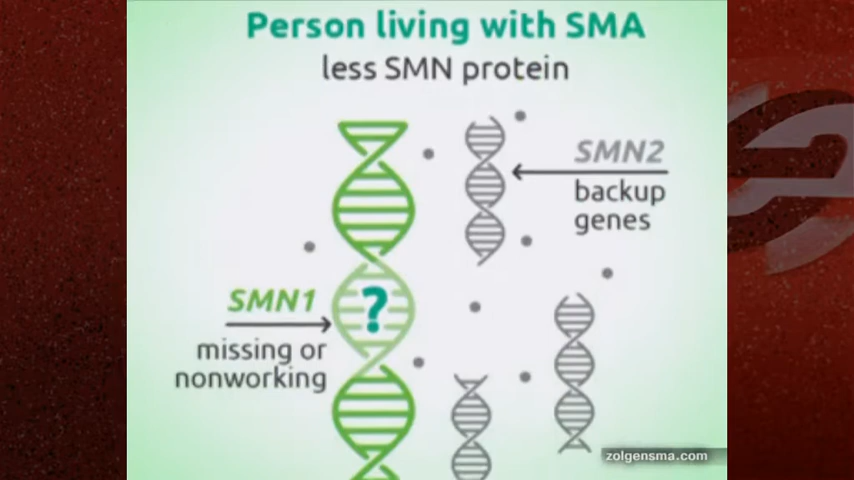 Person living with SMA
less SMN protein
SMN2
backup
genes
SMN1
?
missing or
nonworking
zolgensma.com